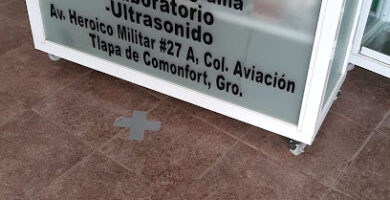 Laboratorio
-Ultrasonido
Av. Heroico Militar #27 A, Col. Aviación
Tlapa de Comonfort, Gro.